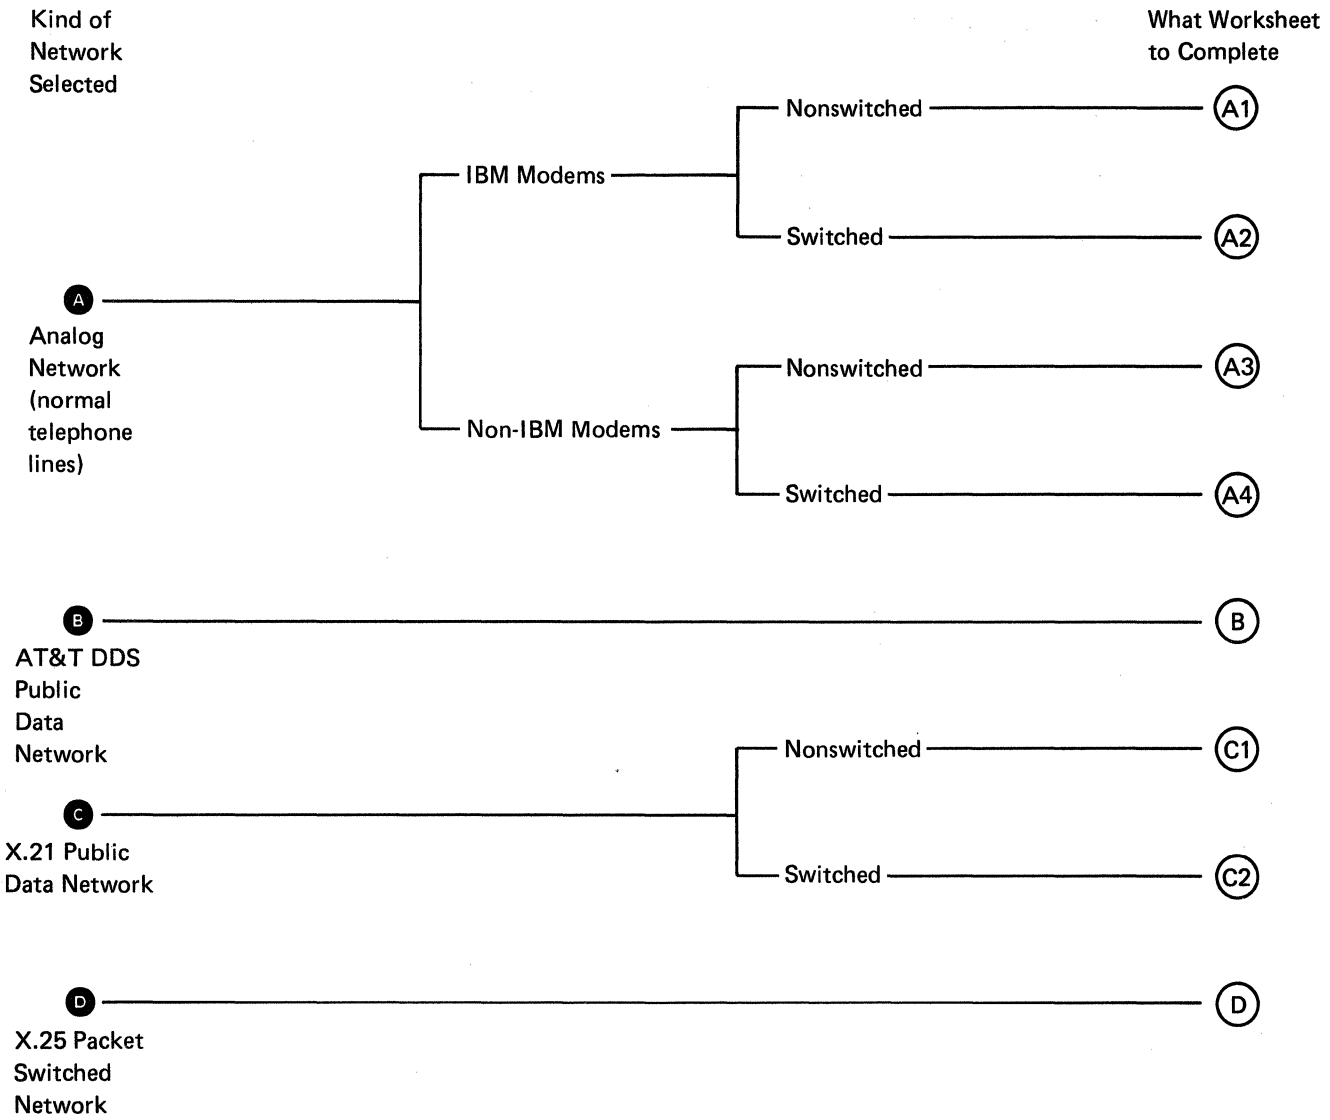 Kind of
Network
Selected
What Worksheet
to Complete
Nonswitched
A1
IBM Modems
Switched
A2
A
Analog
Network
(normal
telephone
lines)
Nonswitched
A3
Non-IBM Modems
Switched
A4
B
AT&T DDS
Public
Data
Network
B
Nonswitched
C1
C
X.21 Public
Data Network
Switched
C2
D
X.25 Packet
Switched
Network
D